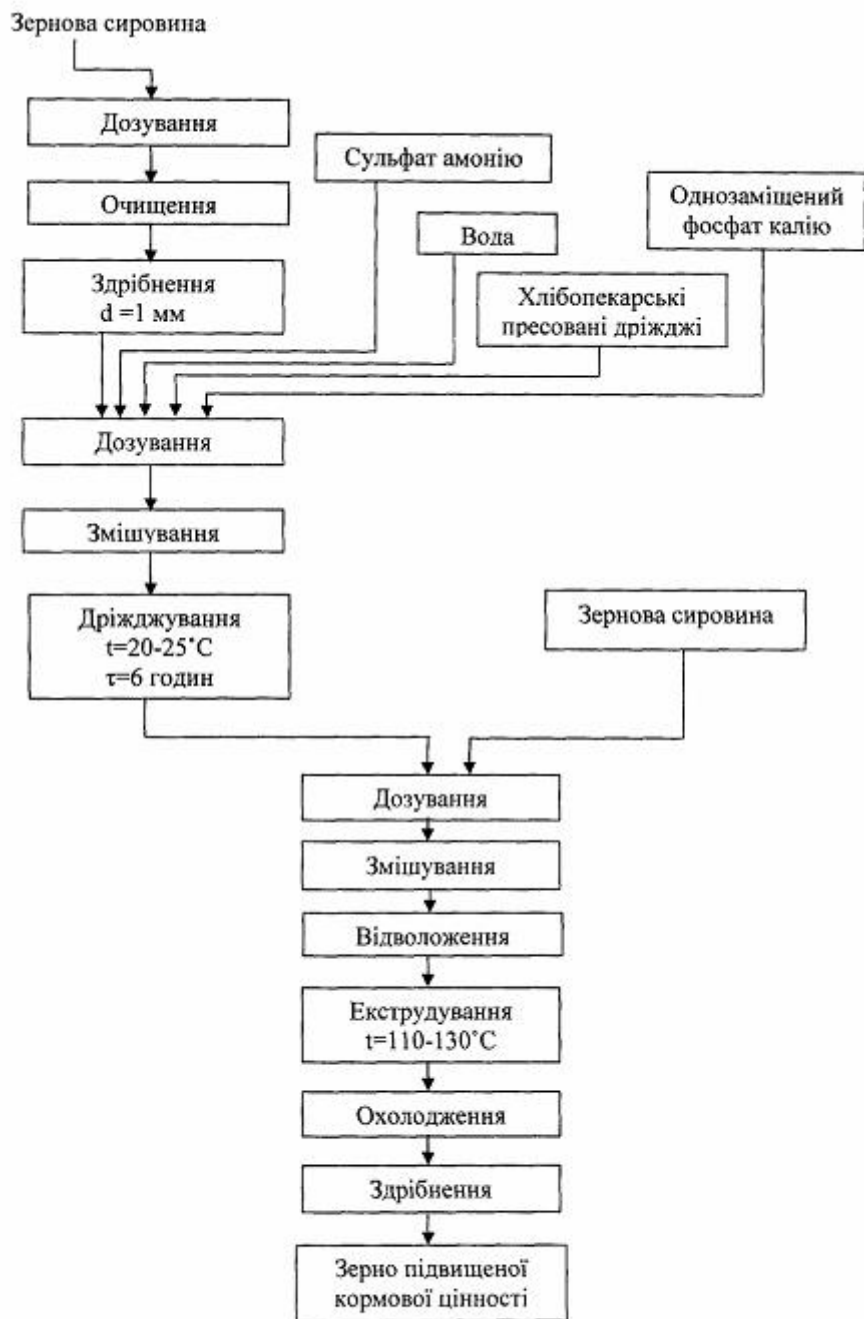 Зернова сировина
Дозування
Очищення
Здрібнення
d =1 мм
Сульфат амонію
Вода
Хлібопекарські
пресовані дріжджі
Однозаміщений
фосфат калію
Дозування
Змішування
Дріжджування
t=20-25˚С
τ=6 годин
Зернова сировина
Дозування
Змішування
Відволоження
Екструдування
t=110-130˚С
Охолодження
Здрібнення
Зерно підвищеної
кормової цінності